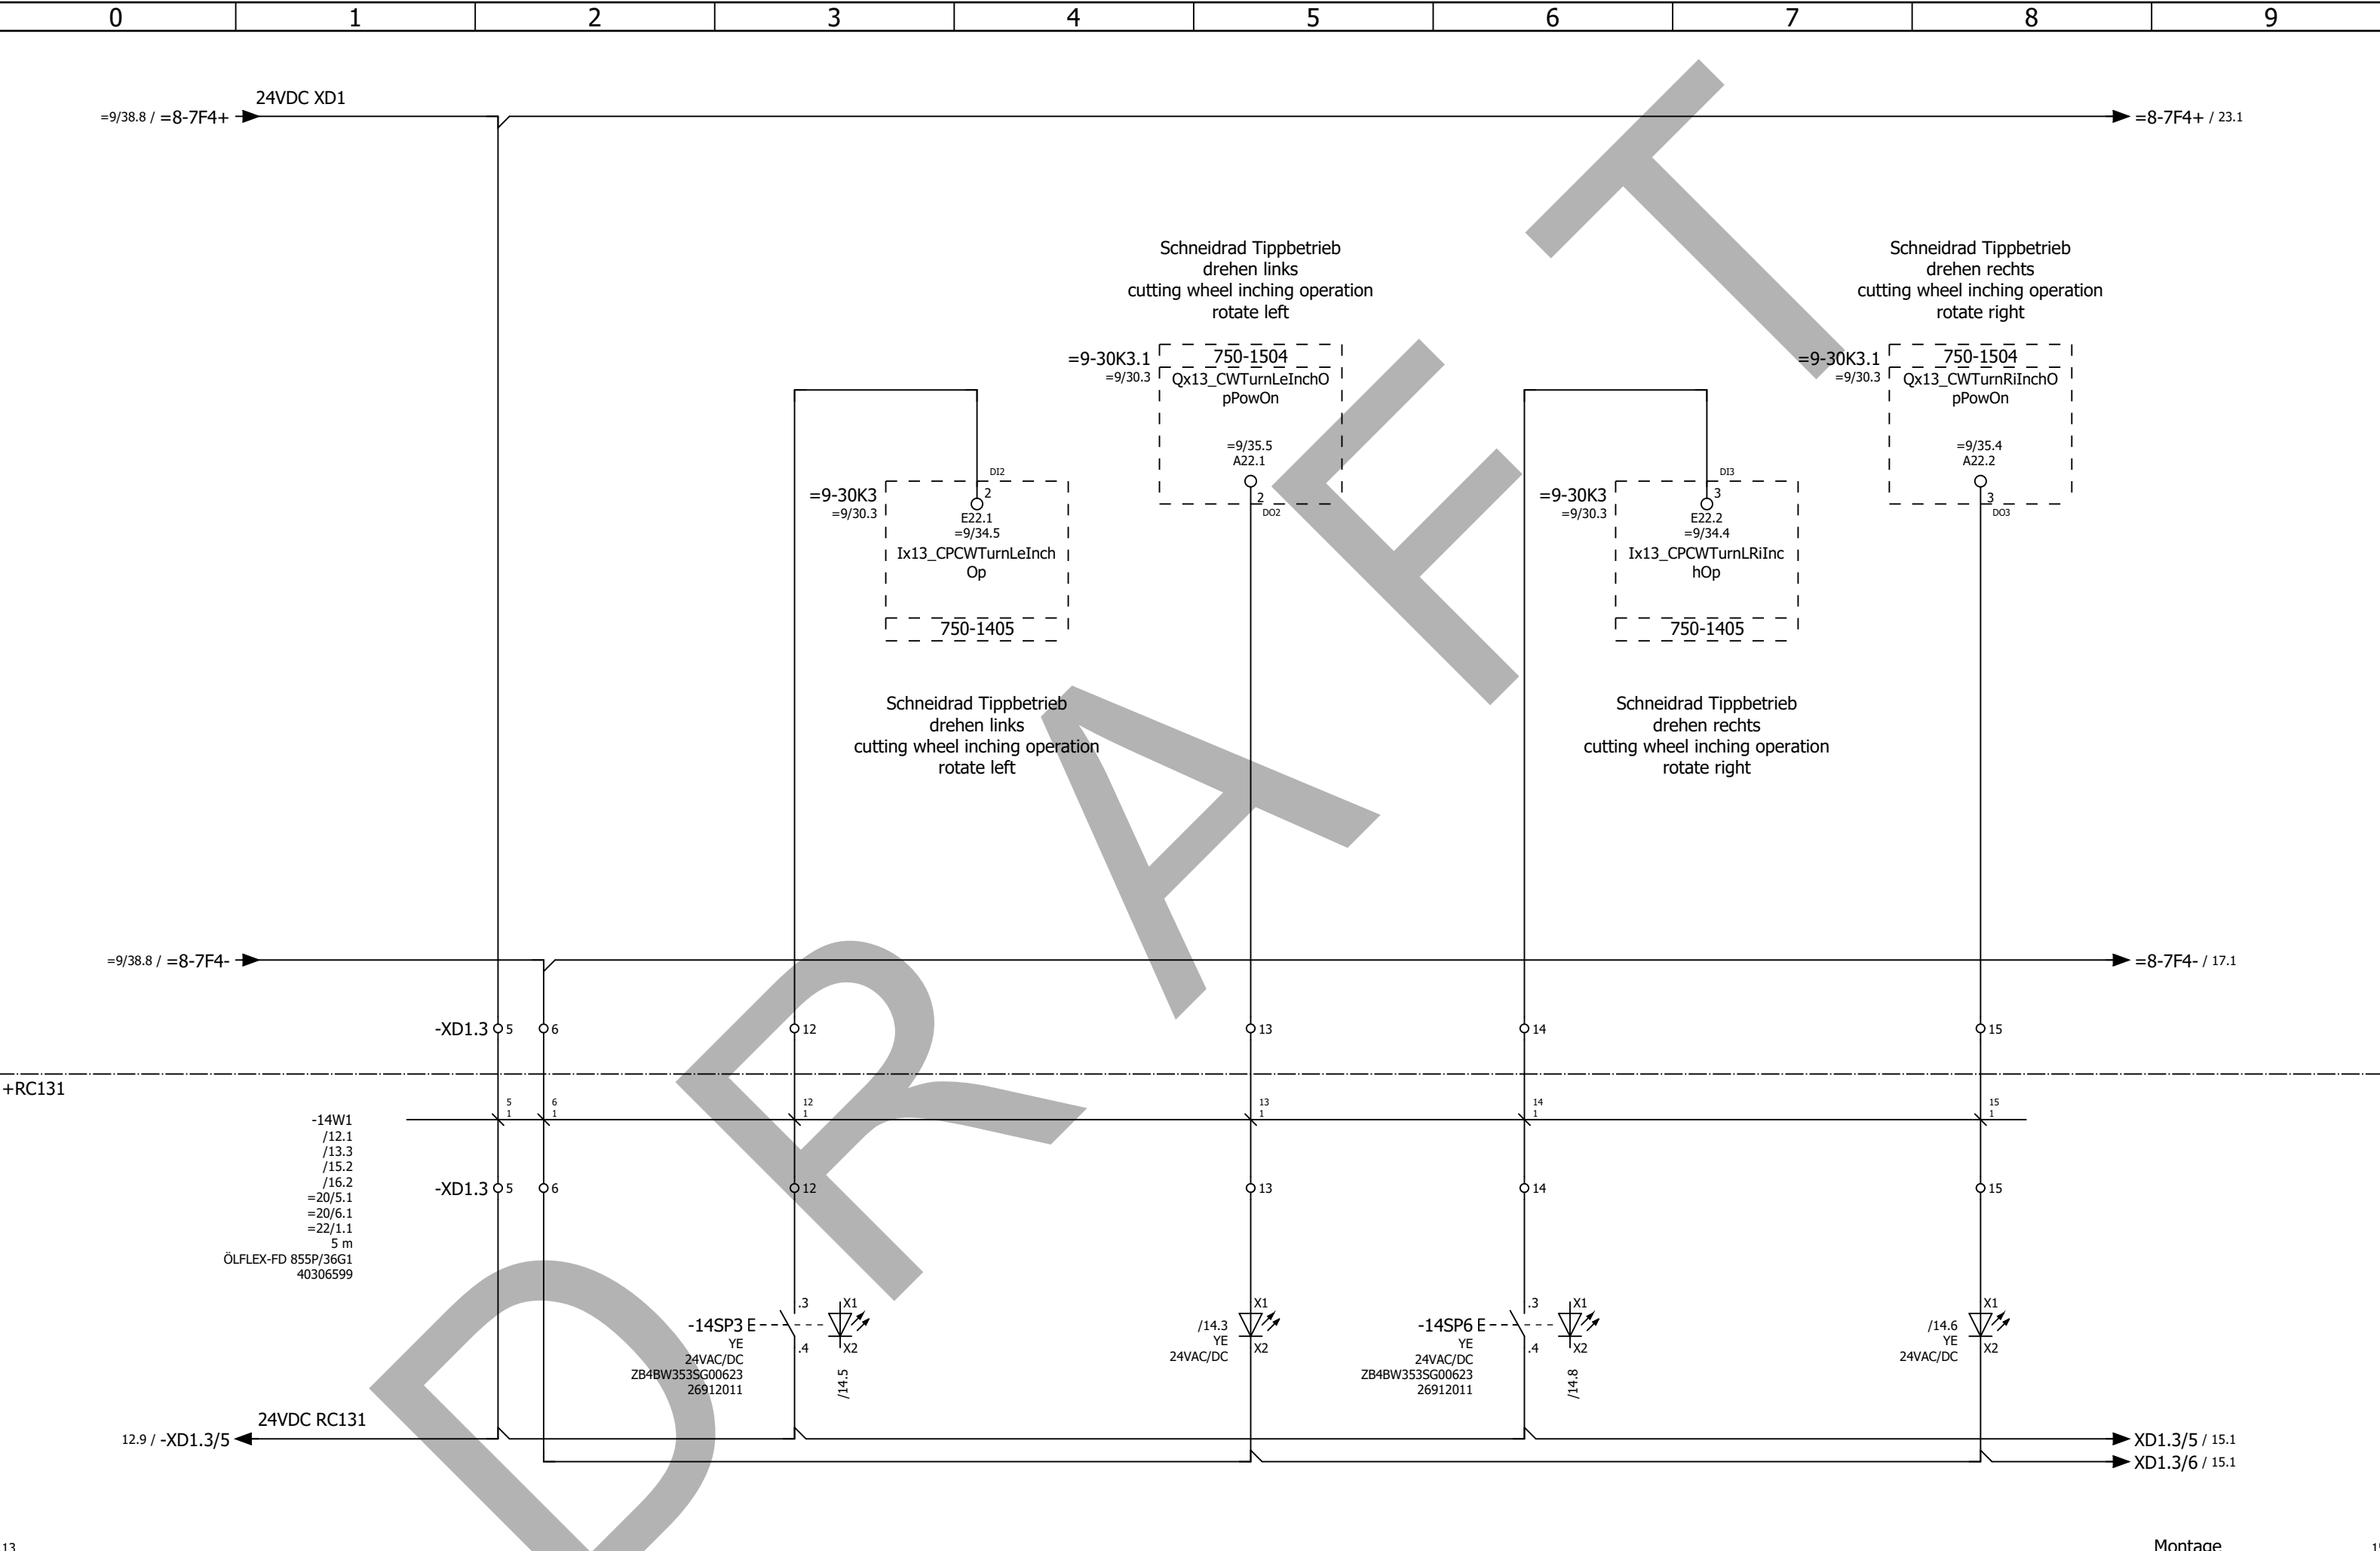 0 1 2 3 4 5 6 7 8 9
24VDC XD1
=9/38.8 / =8-7F4+
=8-7F4+ / 23.1
Schneidrad Tippbetrieb
drehen links
cutting wheel inching operation
rotate left
Schneidrad Tippbetrieb
drehen rechts
cutting wheel inching operation
rotate right
=9-30K3.1
=9/30.3
750-1504
Qx13_CWTurnLeInchO
pPowOn
=9/35.5
A22.1
2
DO2
=9-30K3.1
=9/30.3
750-1504
Qx13_CWTurnRiInchO
pPowOn
=9/35.4
A22.2
3
DO3
=9-30K3
=9/30.3
DI2
2
E22.1
=9/34.5
Ix13_CPCWTurnLeInch
Op
750-1405
=9-30K3
=9/30.3
DI3
3
E22.2
=9/34.4
Ix13_CPCWTurnLRiInc
hOp
750-1405
Schneidrad Tippbetrieb
drehen links
cutting wheel inching operation
rotate left
Schneidrad Tippbetrieb
drehen rechts
cutting wheel inching operation
rotate right
=9/38.8 / =8-7F4-
=8-7F4- / 17.1
-XD1.3 5 6 12 13 14 15
+RC131
5 6 12 13 14 15
1 1 1 1 1 1
-14W1
/12.1
/13.3
/15.2
/16.2
=20/5.1
=20/6.1
=22/1.1
5 m
ÖLFLEX-FD 855P/36G1
40306599
-XD1.3 5 6 12 13 14 15
-14SP3
YE
24VAC/DC
ZB4BW353SG00623
26912011
.3
.4
X1
X2
/14.5
/14.3
YE
24VAC/DC
X1
X2
-14SP6
YE
24VAC/DC
ZB4BW353SG00623
26912011
.3
.4
X1
X2
/14.8
/14.6
YE
24VAC/DC
X1
X2
24VDC RC131
12.9 / -XD1.3/5
XD1.3/5 / 15.1
XD1.3/6 / 15.1
13
Montage
DRAFT